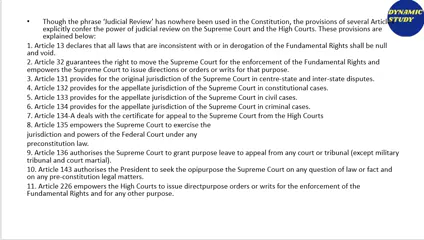 DYNAMIC
STUDY
• Though the phrase 'Judicial Review' has nowhere been used in the Constitution, the provisions of several
explicitly confer the power of judicial review on the Supreme Court and the High Courts. These provisions are
explained below:
1. Article 13 declares that all laws that are inconsistent with or in derogation of the Fundamental Rights shall be null
and void.
2. Article 32 guarantees the right to move the Supreme Court for the enforcement of the Fundamental Rights and
empowers the Supreme Court to issue directions or orders or writs for that purpose.
3. Article 131 provides for the original jurisdiction of the Supreme Court in centre-state and inter-state disputes.
4. Article 132 provides for the appellate jurisdiction of the Supreme Court in constitutional cases.
5. Article 133 provides for the appellate jurisdiction of the Supreme Court in civil cases.
6. Article 134 provides for the appellate jurisdiction of the Supreme Court in criminal cases.
7. Article 134-A deals with the certificate for appeal to the Supreme Court from the High Courts
8. Article 135 empowers the Supreme Court to exercise the
jurisdiction and powers of the Federal Court under any
preconstitution law.
9. Article 136 authorises the Supreme Court to grant purpose leave to appeal from any court or tribunal (except military
tribunal and court martial).
10. Article 143 authorises the President to seek the opipurpose the Supreme Court on any question of law or fact and
on any pre-constitution legal matters.
11. Article 226 empowers the High Courts to issue directpurpose orders or writs for the enforcement of the
Fundamental Rights and for any other purpose.